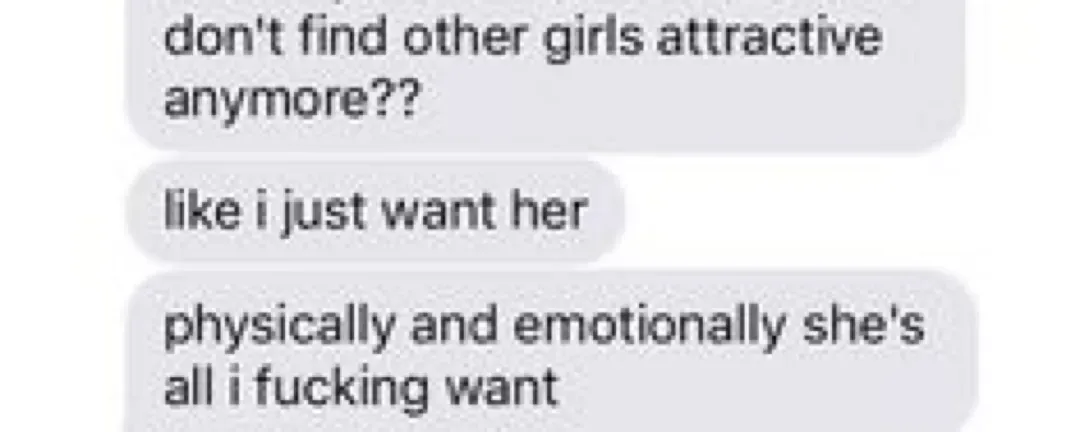 don't find other girls attractive
anymore??
like i just want her
physically and emotionally she's
all i fucking want